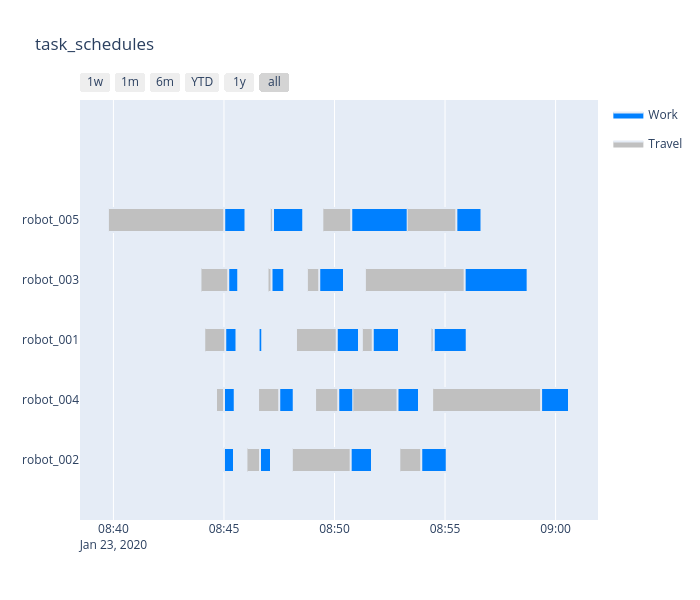 task_schedules
1w 1m 6m YTD 1y all
Work
Travel
robot_005
robot_003
robot_001
robot_004
robot_002
08:40 08:45 08:50 08:55 09:00
Jan 23, 2020